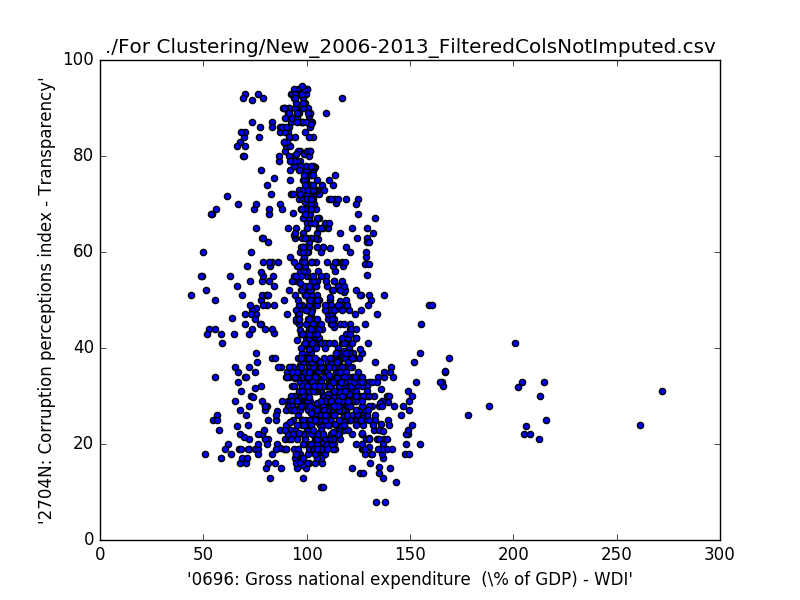 ./For Clustering/New_2006-2013_FilteredColsNotImputed.csv
'2704N: Corruption perceptions index - Transparency'
100
80
60
40
20
0
0 50 100 150 200 250 300
'0696: Gross national expenditure  (\% of GDP) - WDI'